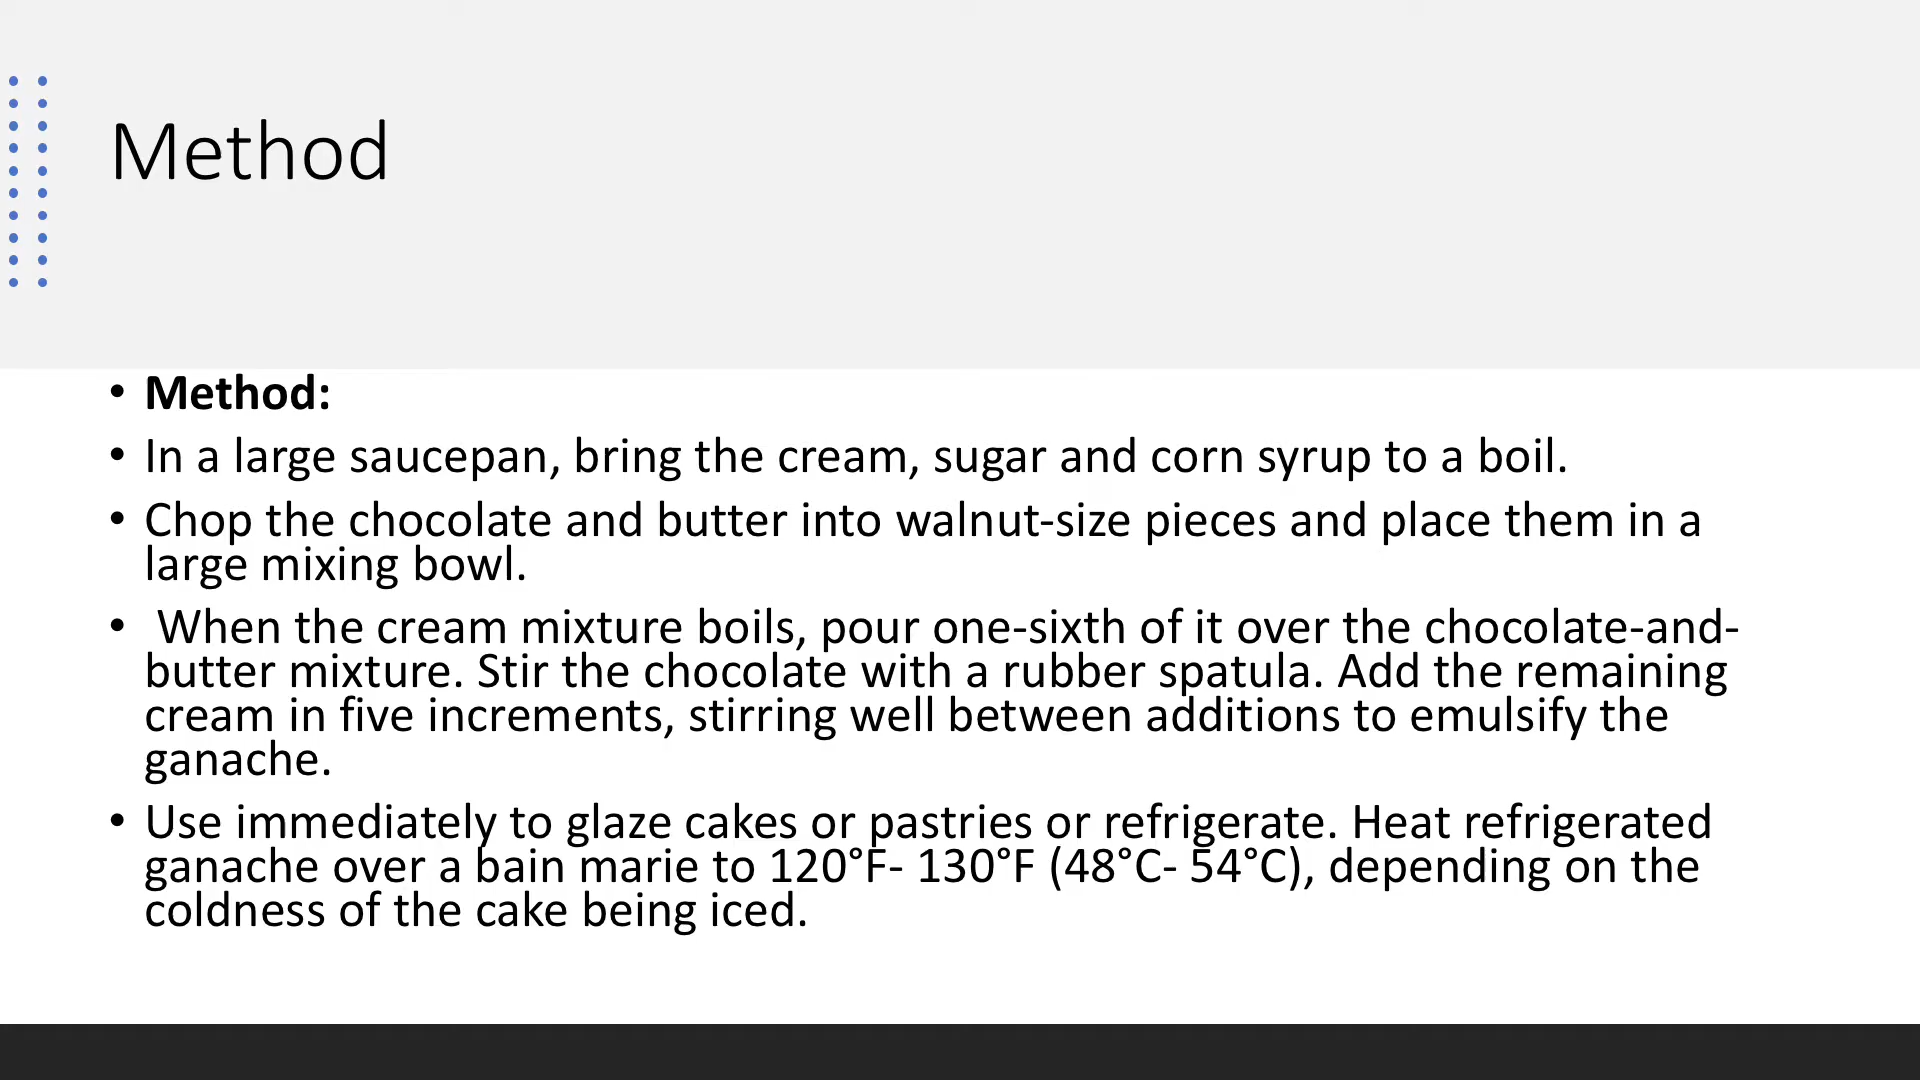 Method
• Method:
• In a large saucepan, bring the cream, sugar and corn syrup to a boil.
• Chop the chocolate and butter into walnut-size pieces and place them in a
large mixing bowl.
• When the cream mixture boils, pour one-sixth of it over the chocolate-and-
butter mixture. Stir the chocolate with a rubber spatula. Add the remaining
cream in five increments, stirring well between additions to emulsify the
ganache.
• Use immediately to glaze cakes or pastries or refrigerate. Heat refrigerated
ganache over a bain marie to 120°F- 130°F (48°C- 54°C), depending on the
coldness of the cake being iced.